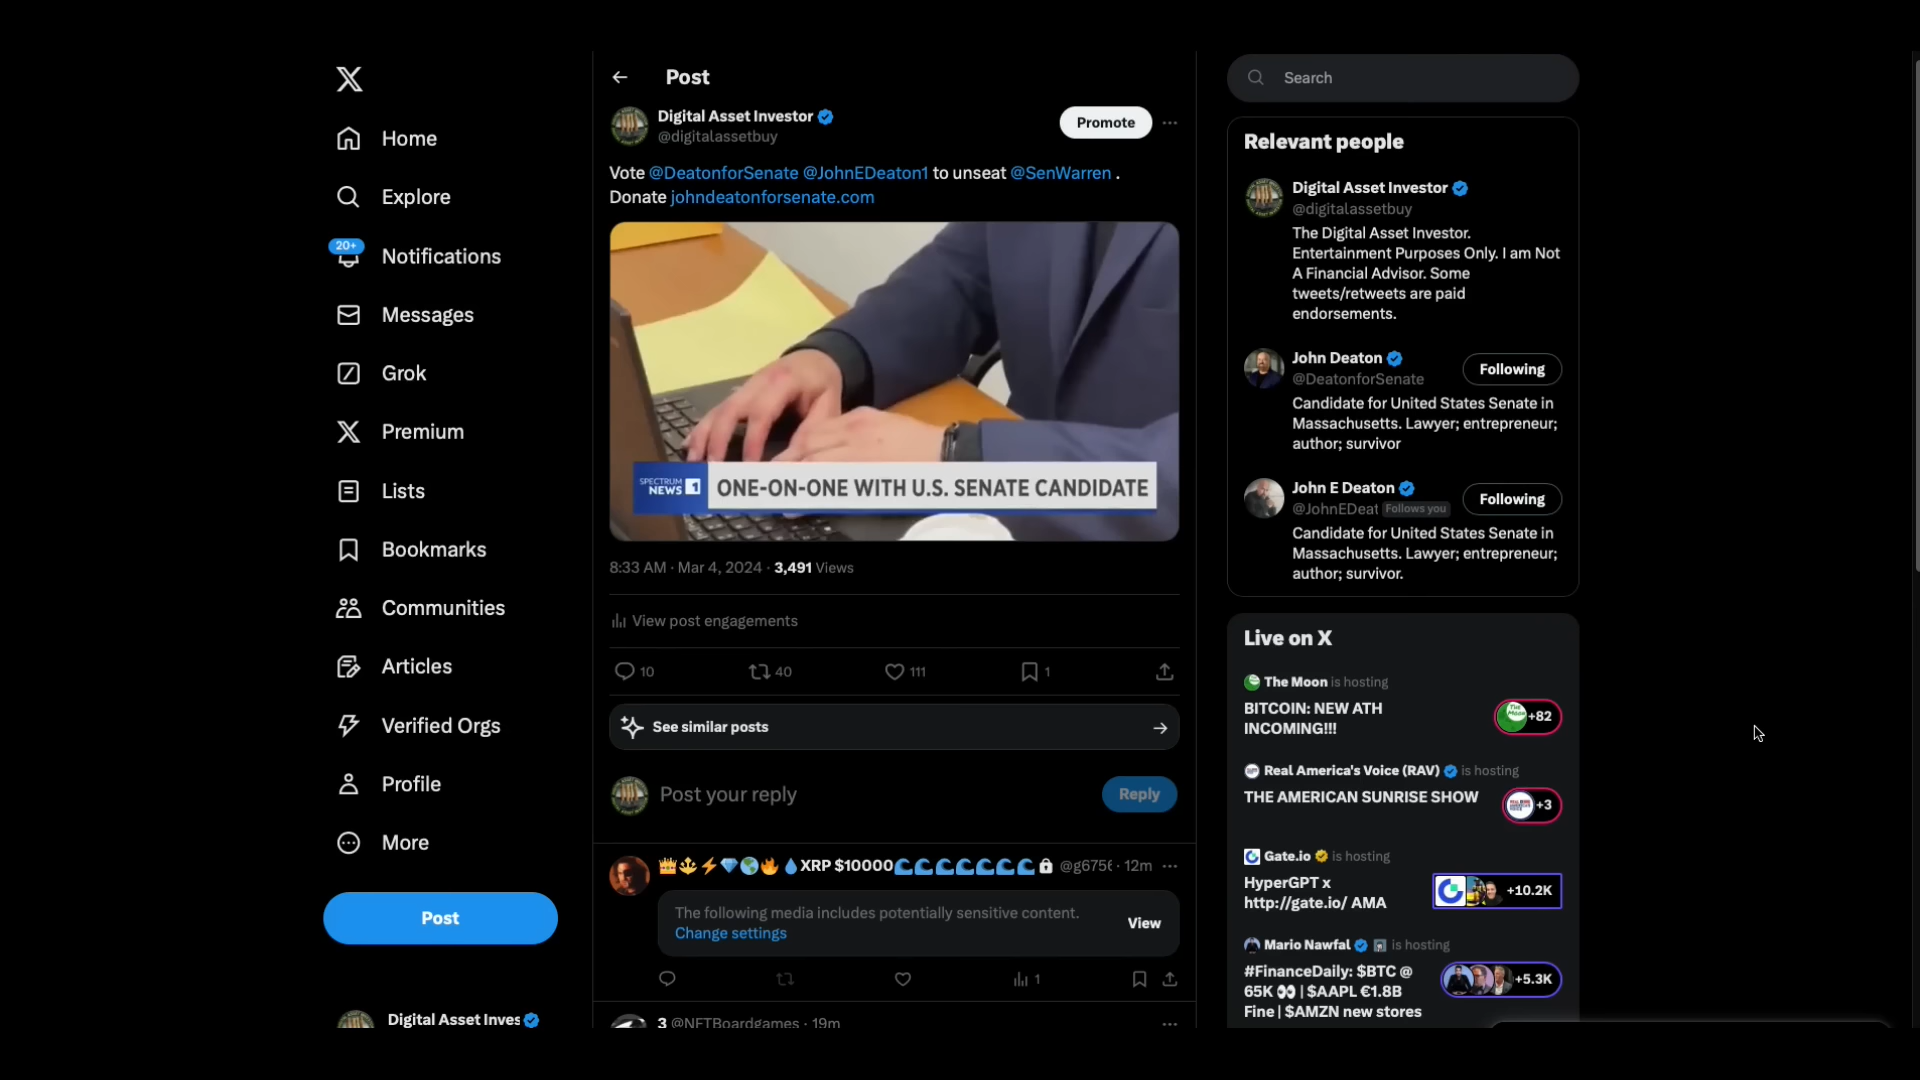 Home
Explore
20+
Notifications
Messages
Grok
Premium
Lists
Bookmarks
Communities
Articles
Verified Orgs
Profile
More
Post
Digital Asset Inves
Post
Digital Asset Investor
@digitalassetbuy
Promote
Vote @DeatonforSenate @JohnEDeaton1 to unseat @SenWarren .
Donate johndeatonforsenate.com
SPECTRUM
NEWS 1
ONE-ON-ONE WITH U.S. SENATE CANDIDATE
8:33 AM · Mar 4, 2024 · 3,491 Views
View post engagements
10 40 111 1
See similar posts
Post your reply
Reply
XRP $10000 @g675 · 12m
The following media includes potentially sensitive content.
Change settings
View
1
3 @NFTBoardgames · 19m
Search
Relevant people
Digital Asset Investor
@digitalassetbuy
The Digital Asset Investor.
Entertainment Purposes Only. I am Not
A Financial Advisor. Some
tweets/retweets are paid
endorsements.
John Deaton
@DeatonforSenate
Following
Candidate for United States Senate in
Massachusetts. Lawyer; entrepreneur;
author; survivor
John E Deaton
@JohnEDeat Follows you
Following
Candidate for United States Senate in
Massachusetts. Lawyer; entrepreneur;
author; survivor.
Live on X
The Moon is hosting
BITCOIN: NEW ATH
INCOMING!!!
+82
Real America's Voice (RAV) is hosting
THE AMERICAN SUNRISE SHOW
+3
Gate.io is hosting
HyperGPT x
http://gate.io/ AMA
+10.2K
Mario Nawfal is hosting
#FinanceDaily: $BTC @
65K 👀 | $AAPL €1.8B
Fine | $AMZN new stores
+5.3K